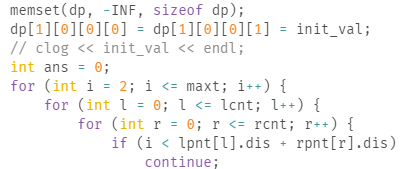 memset(dp, -INF, sizeof dp);
dp[1][0][0][0] = dp[1][0][0][1] = init_val;
// clog << init_val << endl;
int ans = 0;
for (int i = 2; i <= maxt; i++) {
    for (int l = 0; l <= lcnt; l++) {
        for (int r = 0; r <= rcnt; r++) {
            if (i < lpnt[l].dis + rpnt[r].dis)
                continue;